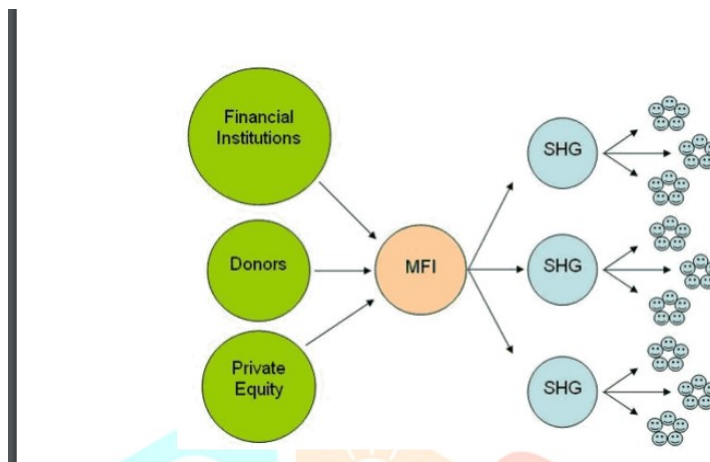 Financial
Institutions
Donors
Private
Equity
MFI
SHG
SHG
SHG